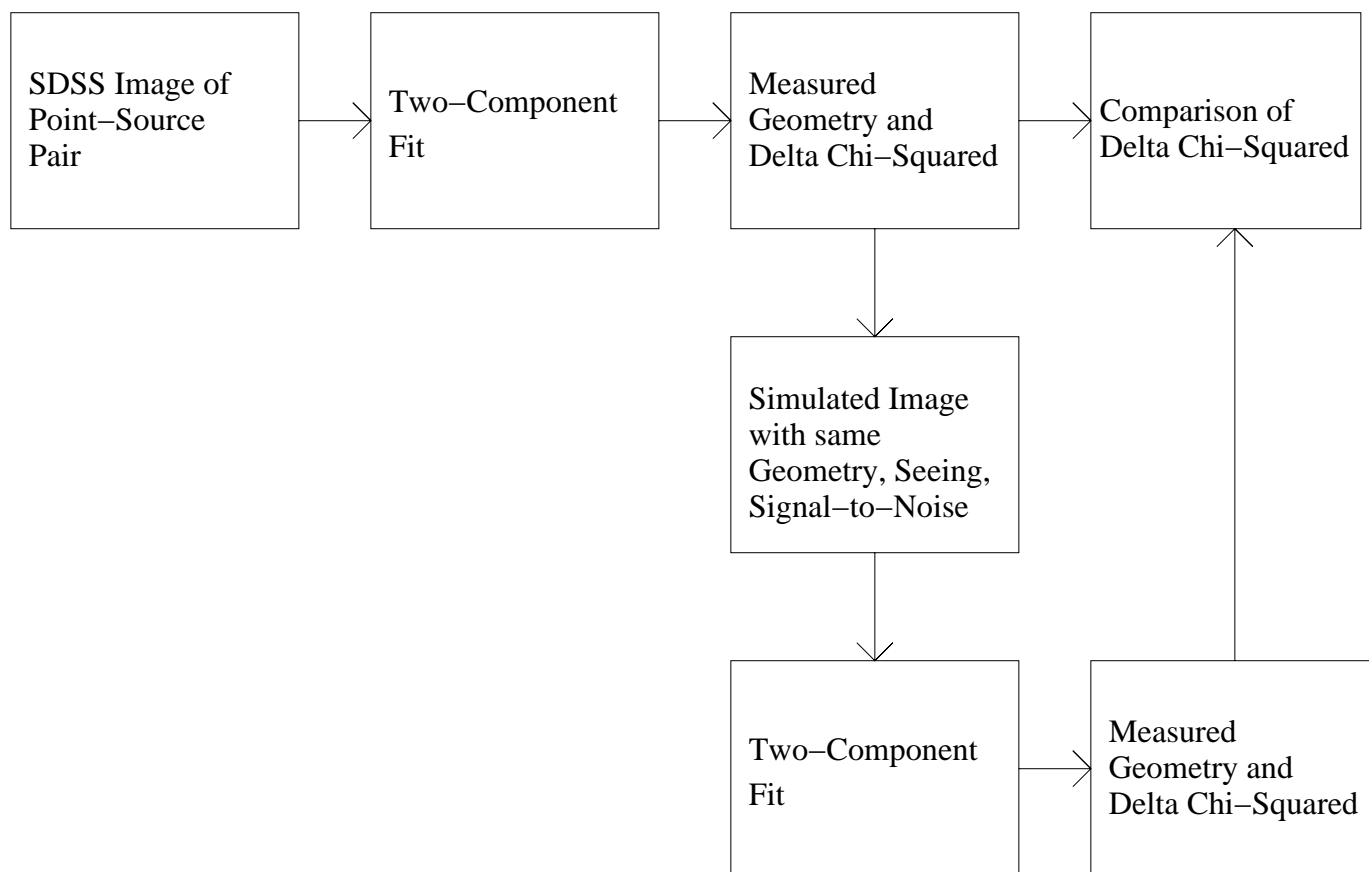 SDSS Image of
Point−Source
Pair
Two−Component
Fit
Measured
Geometry and
Delta Chi−Squared
Comparison of
Delta Chi−Squared
Simulated Image
with same
Geometry, Seeing,
Signal−to−Noise
Two−Component
Fit
Measured
Geometry and
Delta Chi−Squared